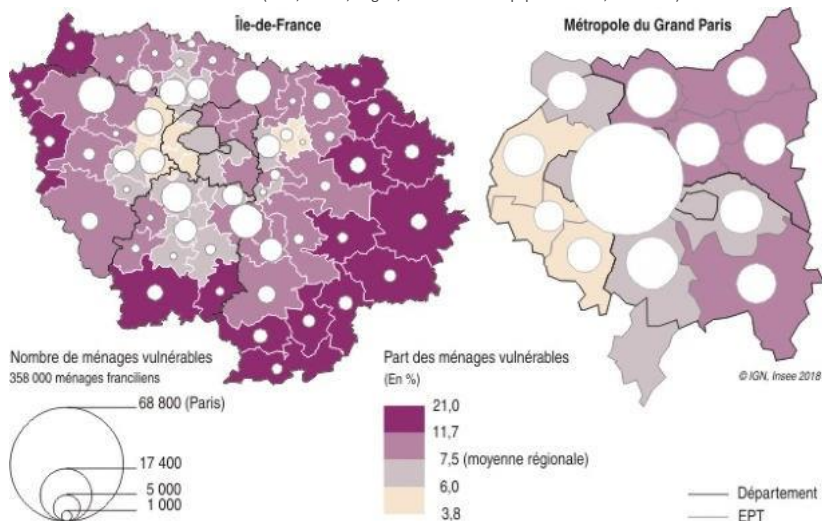 Île-de-France
Métropole du Grand Paris
Nombre de ménages vulnérables
358 000 ménages franciliens
68 800 (Paris)
17 400
5 000
1 000
Part des ménages vulnérables
(En %)
21,0
11,7
7,5 (moyenne régionale)
6,0
3,8
© IGN, Insee 2018
Département
EPT